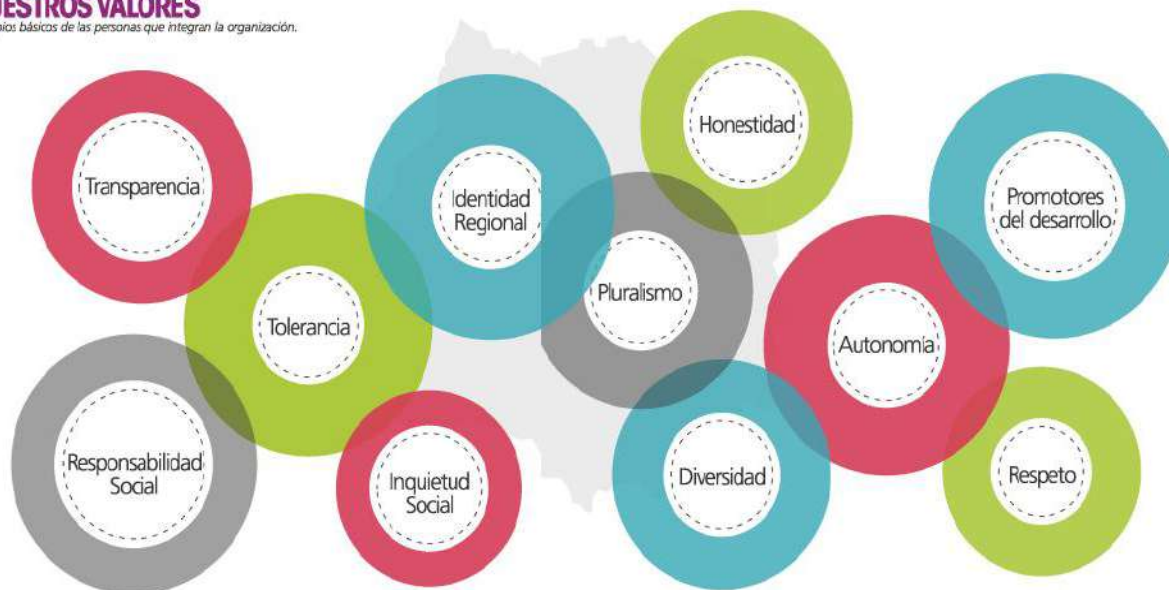 UESTROS VALORES
ios básicos de las personas que integran la organización.
Transparencia
Tolerancia
Responsabilidad
Social
Identidad
Regional
Inquietud
Social
Honestidad
Pluralismo
Diversidad
Autonomía
Promotores
del desarrollo
Respeto